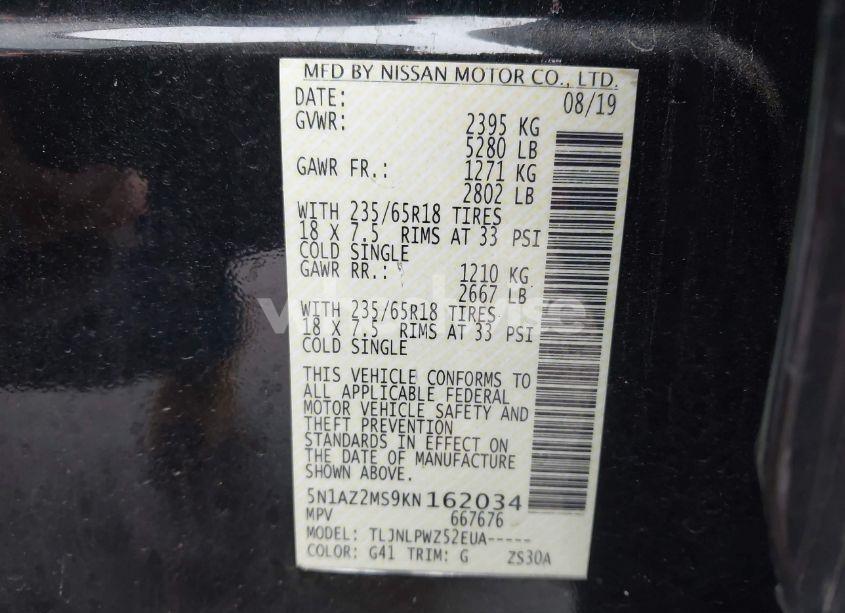 MFD BY NISSAN MOTOR CO., LTD.
DATE: 08/19
GVWR: 2395 KG
5280 LB
GAWR FR.: 1271 KG
2802 LB
WITH 235/65R18 TIRES
18 X 7.5 RIMS AT 33 PSI
COLD SINGLE
GAWR RR.: 1210 KG
2667 LB
WITH 235/65R18 TIRES
18 X 7.5 RIMS AT 33 PSI
COLD SINGLE
THIS VEHICLE CONFORMS TO
ALL APPLICABLE FEDERAL
MOTOR VEHICLE SAFETY AND
THEFT PREVENTION
STANDARDS IN EFFECT ON
THE DATE OF MANUFACTURE
SHOWN ABOVE.
5N1AZ2MS9KN162034
MPV 667676
MODEL: TLJNLPWZ52EUA-----
COLOR: G41 TRIM: G ZS30A